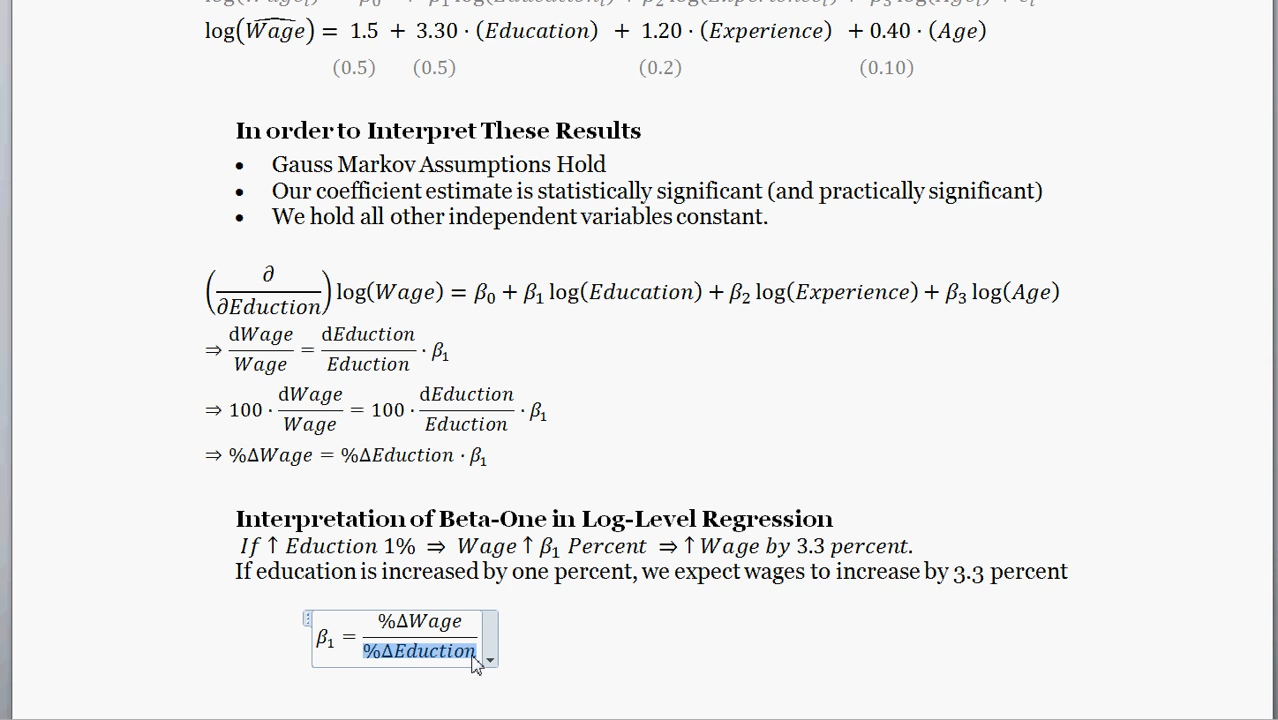 log(Wage) = 1.5 + 3.30 · (Education) + 1.20 · (Experience) + 0.40 · (Age)
(0.5) (0.5) (0.2) (0.10)
In order to Interpret These Results
• Gauss Markov Assumptions Hold
• Our coefficient estimate is statistically significant (and practically significant)
• We hold all other independent variables constant.
(∂/∂Eduction) log(Wage) = β₀ + β₁ log(Education) + β₂ log(Experience) + β₃ log(Age)
⇒ dWage/Wage = dEduction/Eduction · β₁
⇒ 100 · dWage/Wage = 100 · dEduction/Eduction · β₁
⇒ %ΔWage = %ΔEduction · β₁
Interpretation of Beta-One in Log-Level Regression
If ↑ Eduction 1% ⇒ Wage ↑ β₁ Percent ⇒↑ Wage by 3.3 percent.
If education is increased by one percent, we expect wages to increase by 3.3 percent
β₁ = %ΔWage/%ΔEduction